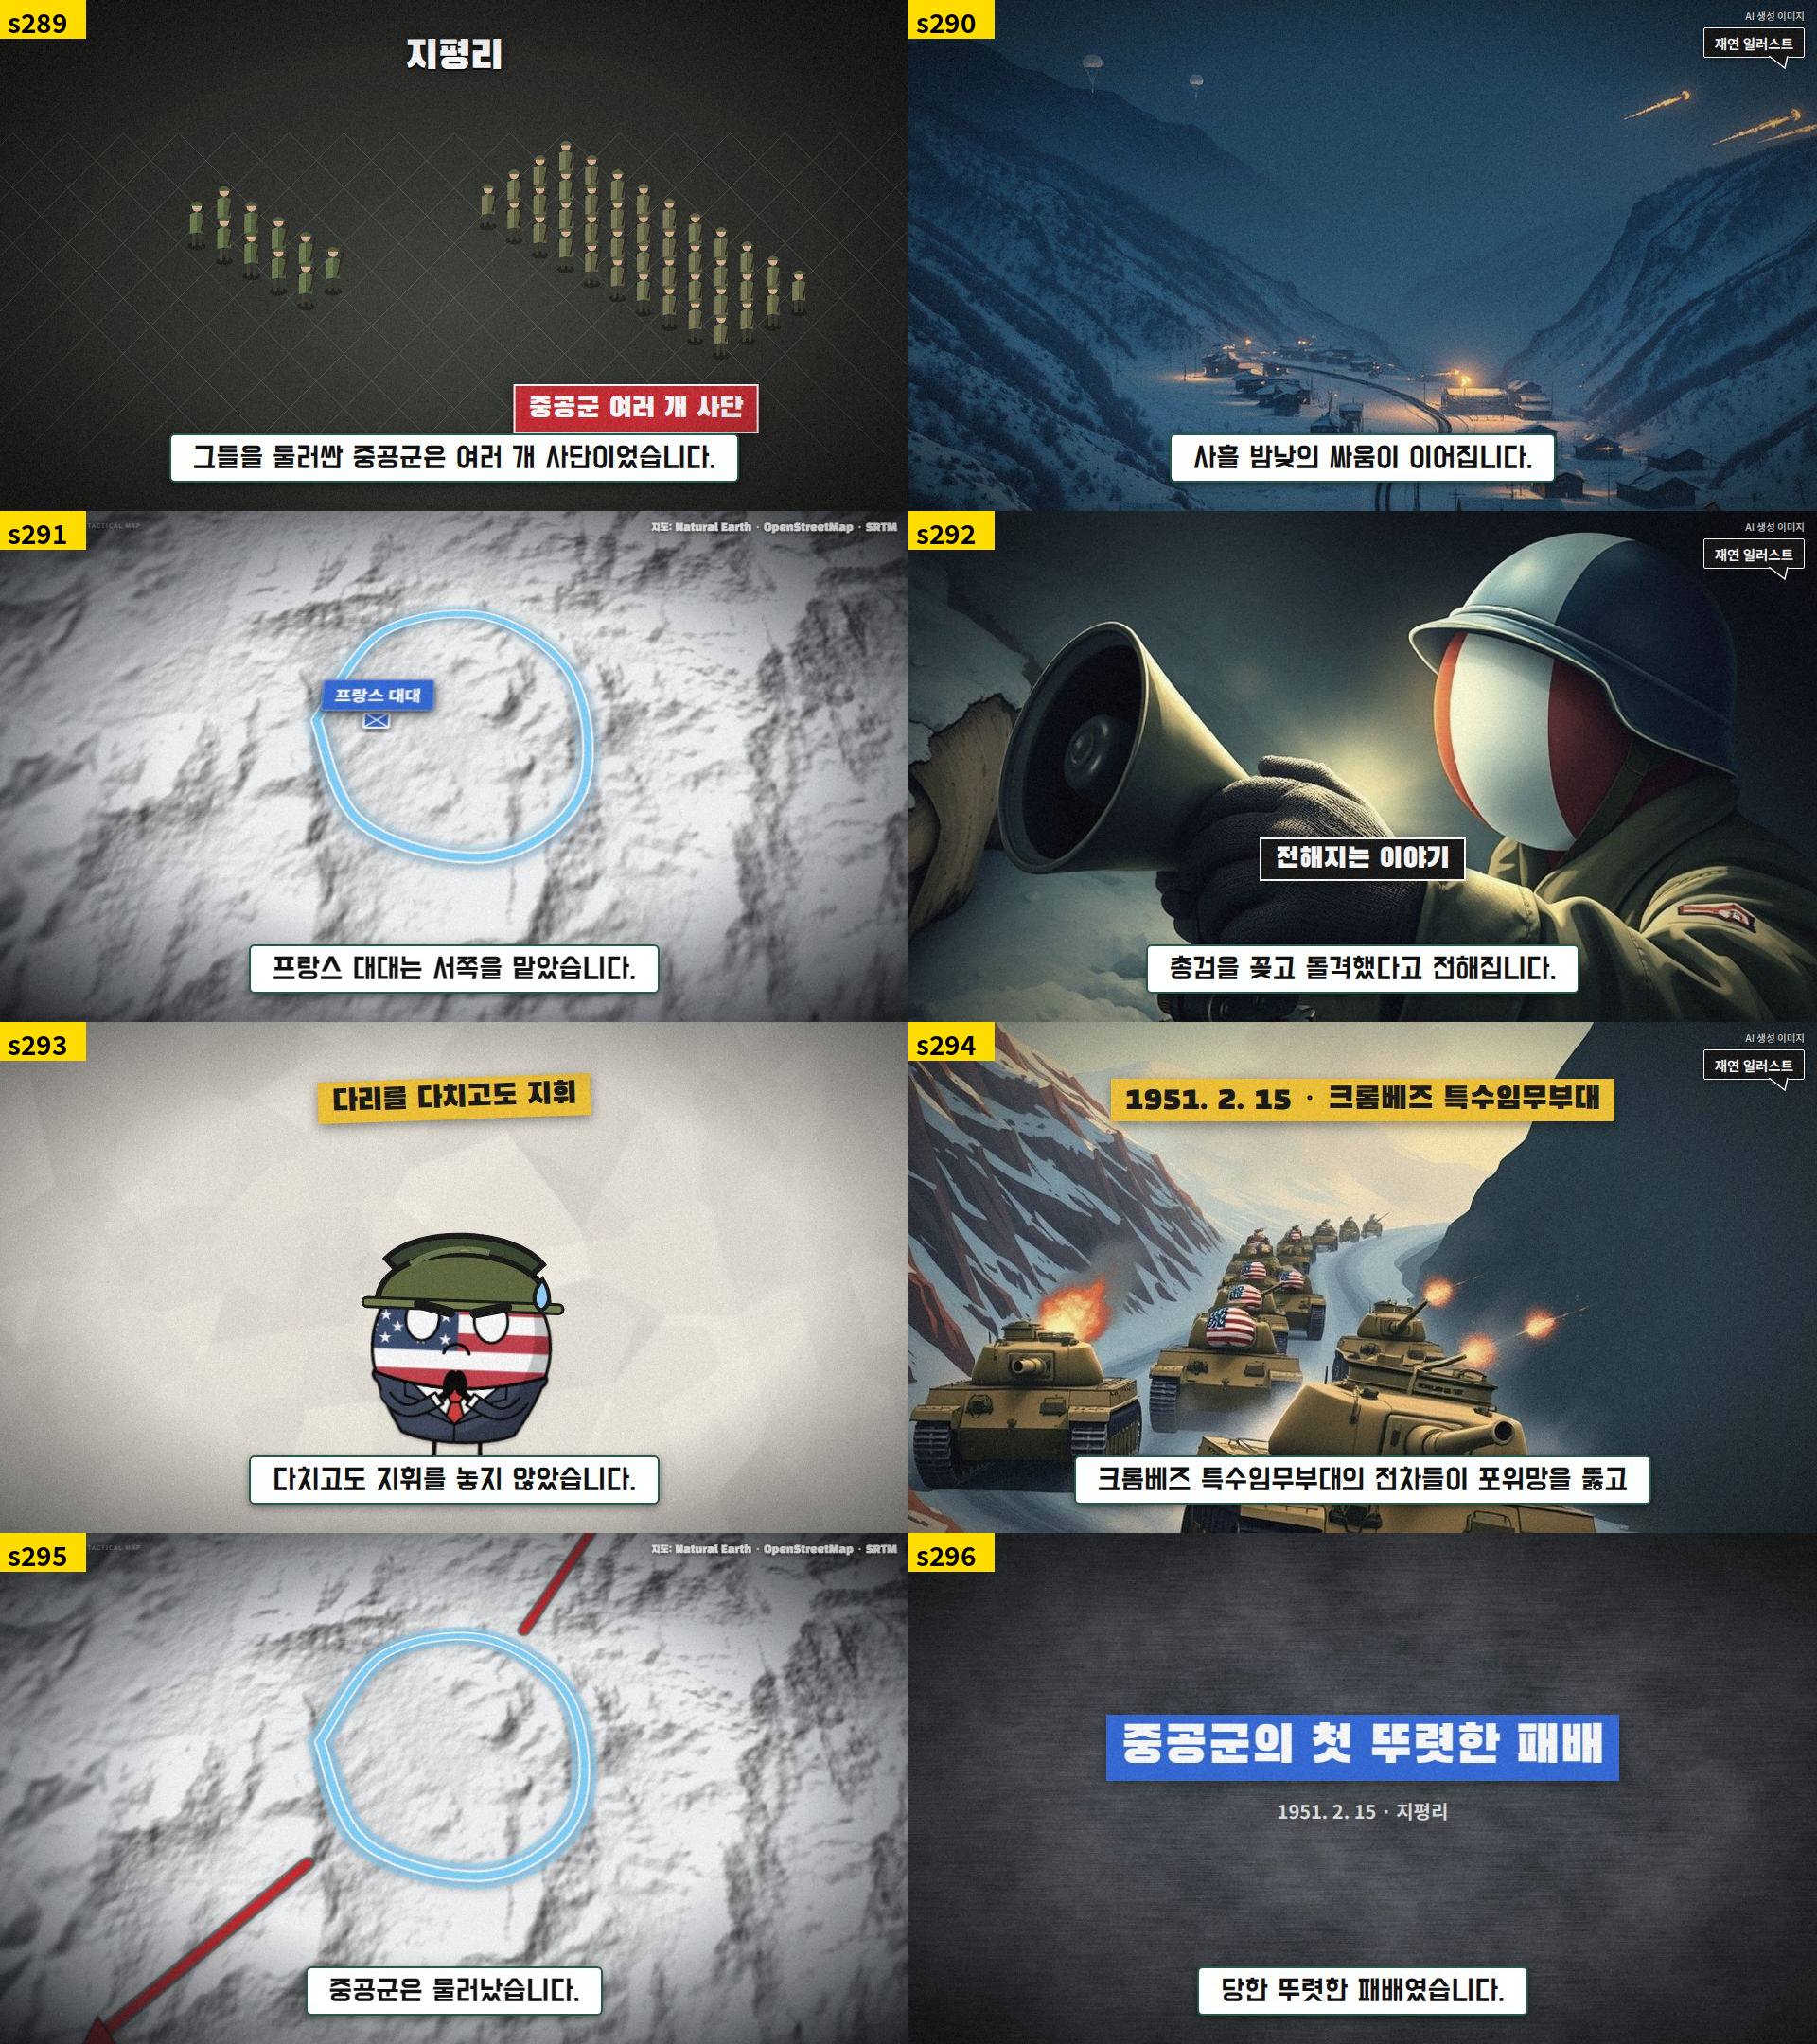 s289
지평리
중공군 여러 개 사단
그들을 둘러싼 중공군은 여러 개 사단이었습니다.
s290
AI 생성 이미지
재연 일러스트
사흘 밤낮의 싸움이 이어집니다.
s291
TACTICAL MAP
지도: Natural Earth · OpenStreetMap · SRTM
프랑스 대대
프랑스 대대는 서쪽을 맡았습니다.
s292
AI 생성 이미지
재연 일러스트
전해지는 이야기
총검을 꽂고 돌격했다고 전해집니다.
s293
다리를 다치고도 지휘
다치고도 지휘를 놓지 않았습니다.
s294
AI 생성 이미지
재연 일러스트
1951. 2. 15 · 크롬베즈 특수임무부대
크롬베즈 특수임무부대의 전차들이 포위망을 뚫고
s295
TACTICAL MAP
지도: Natural Earth · OpenStreetMap · SRTM
중공군은 물러났습니다.
s296
중공군의 첫 뚜렷한 패배
1951. 2. 15 · 지평리
당한 뚜렷한 패배였습니다.